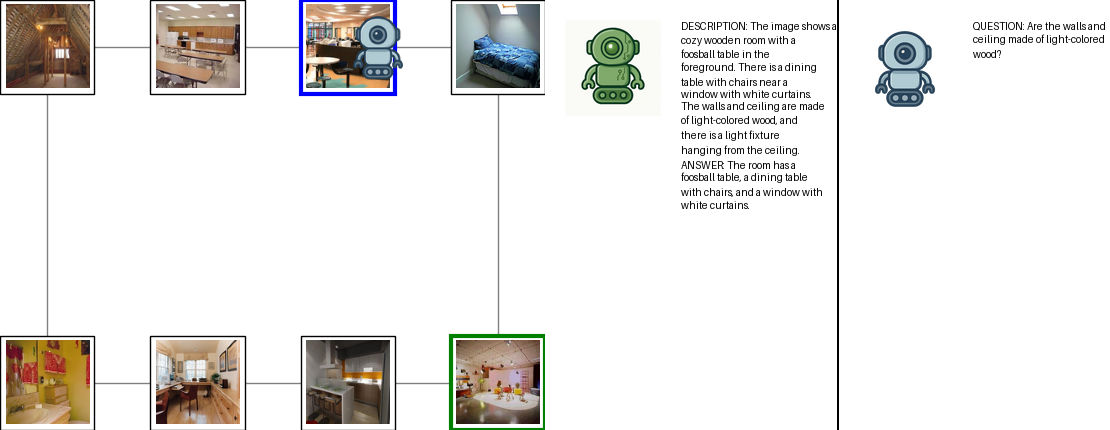 DESCRIPTION: The image shows a
cozy wooden room with a
foosball table in the
foreground. There is a dining
table with chairs near a
window with white curtains.
The walls and ceiling are made
of light-colored wood, and
there is a light fixture
hanging from the ceiling.
ANSWER: The room has a
foosball table, a dining table
with chairs, and a window with
white curtains.
QUESTION: Are the walls and
ceiling made of light-colored
wood?